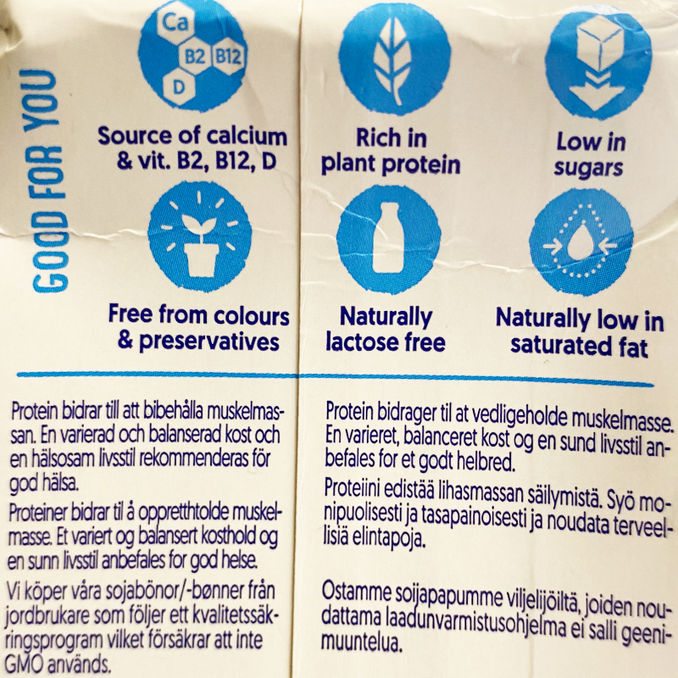 GOOD FOR YOU
Ca
B2 B12
D
Source of calcium
& vit. B2, B12, D
Rich in
plant protein
Low in
sugars
Free from colours
& preservatives
Naturally
lactose free
Naturally low in
saturated fat
Protein bidrar till att bibehålla muskelmas-
san. En varierad och balanserad kost och
en hälsosam livsstil rekommenderas för
god hälsa.
Proteiner bidrar til å opprettholde muskel-
masse. Et variert og balansert kosthold og
en sunn livsstil anbefales for god helse.
Vi köper våra sojabönor/-bønner från
jordbrukare som följer ett kvalitetssäk-
ringsprogram vilket försäkrar att inte
GMO används.
Protein bidrager til at vedligeholde muskelmasse.
En varieret, balanceret kost og en sund livsstil an-
befales for et godt helbred.
Proteiini edistää lihasmassan säilymistä. Syö mo-
nipuolisesti ja tasapainoisesti ja noudata terveel-
lisiä elintapoja.
Ostamme soijapapumme viljelijöiltä, joiden nou-
dattama laadunvarmistusohjelma ei salli geeni-
muuntelua.